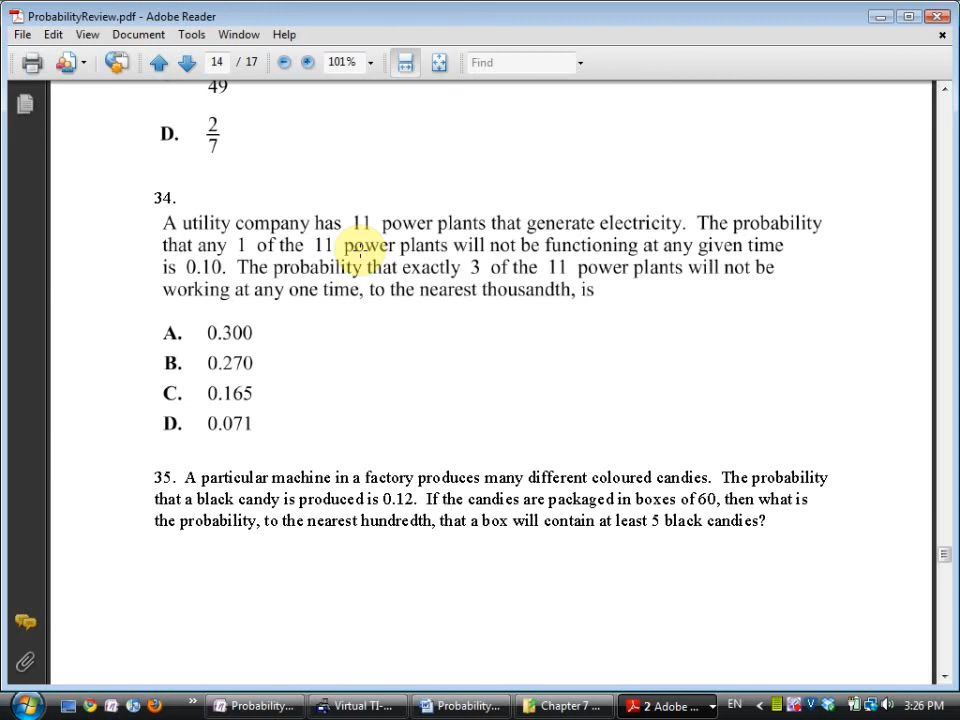 ProbabilityReview.pdf - Adobe Reader
File Edit View Document Tools Window Help
14 / 17 101% Find
49
D. 2/7
34.
A utility company has 11 power plants that generate electricity. The probability
that any 1 of the 11 power plants will not be functioning at any given time
is 0.10. The probability that exactly 3 of the 11 power plants will not be
working at any one time, to the nearest thousandth, is
A. 0.300
B. 0.270
C. 0.165
D. 0.071
35. A particular machine in a factory produces many different coloured candies. The probability
that a black candy is produced is 0.12. If the candies are packaged in boxes of 60, then what is
the probability, to the nearest hundredth, that a box will contain at least 5 black candies?
Probability... Virtual TI-... Probability... Chapter 7 ... 2 Adobe ... EN 3:26 PM